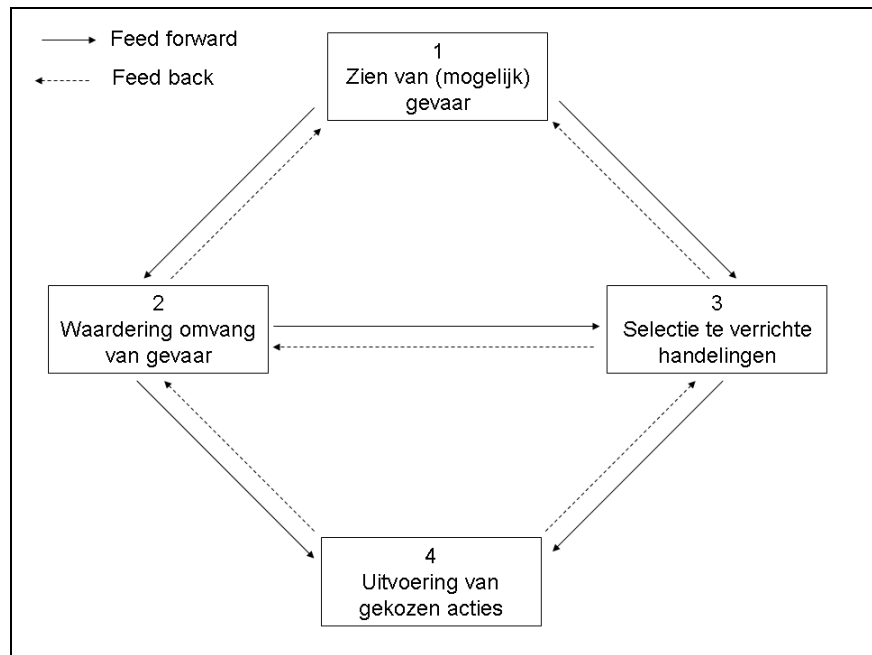 Feed forward
Feed back
1
Zien van (mogelijk)
gevaar
2
Waardering omvang
van gevaar
3
Selectie te verrichte
handelingen
4
Uitvoering van
gekozen acties